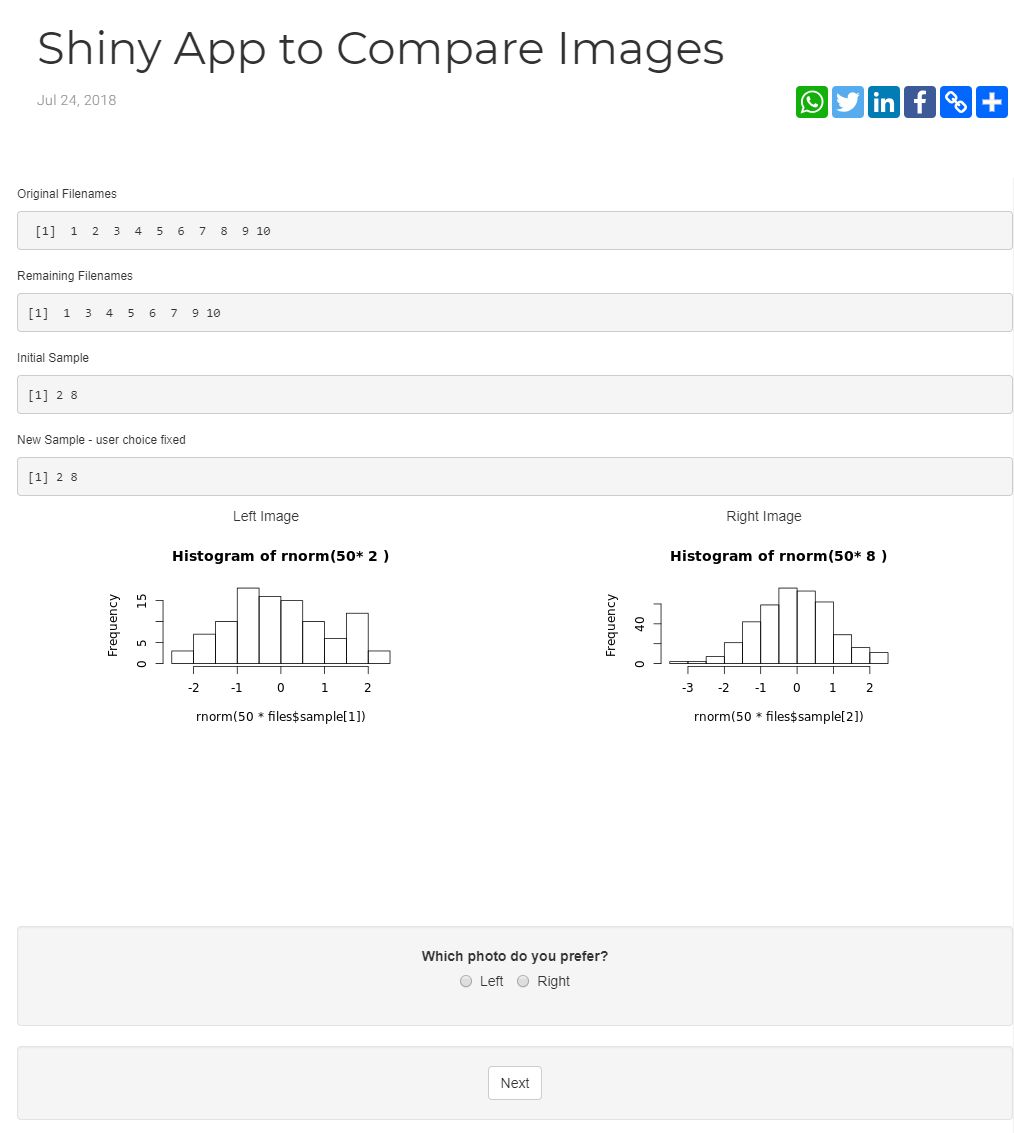 Shiny App to Compare Images
Jul 24, 2018
Original Filenames
[1] 1 2 3 4 5 6 7 8 9 10
Remaining Filenames
[1] 1 3 4 5 6 7 9 10
Initial Sample
[1] 2 8
New Sample - user choice fixed
[1] 2 8
Left Image
Histogram of rnorm(50* 2 )
Frequency
0 5 15
-2 -1 0 1 2
rnorm(50 * files$sample[1])
Right Image
Histogram of rnorm(50* 8 )
Frequency
0 40
-3 -2 -1 0 1 2
rnorm(50 * files$sample[2])
Which photo do you prefer?
Left Right
Next